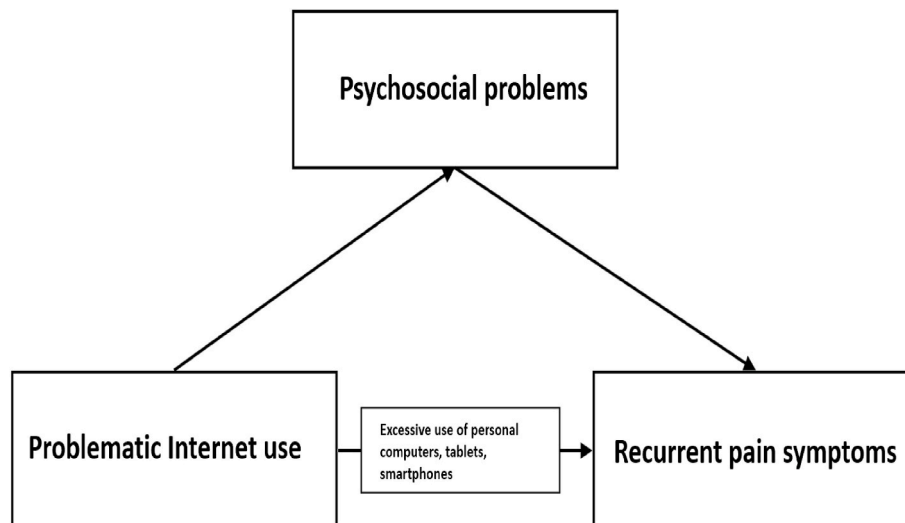 Psychosocial problems
Problematic Internet use
Excessive use of personal
computers, tablets,
smartphones
Recurrent pain symptoms